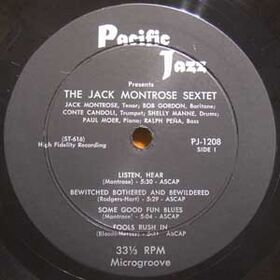 Pacific
Jazz
Presents
THE JACK MONTROSE SEXTET
JACK MONTROSE, Tenor; BOB GORDON, Baritone;
CONTE CANDOLI, Trumpet; SHELLY MANNE, Drums;
PAUL MOER, Piano; RALPH PEÑA, Bass
(ST-616)
High Fidelity Recording
PJ-1208
SIDE 1
LISTEN, HEAR
(Montrose) - 5:30 - ASCAP
BEWITCHED BOTHERED AND BEWILDERED
(Rodgers-Hart) - 5:29 - ASCAP
SOME GOOD FUN BLUES
(Montrose) 5:04 - ASCAP
FOOLS RUSH IN
ASCAP
33⅓ RPM
Microgroove